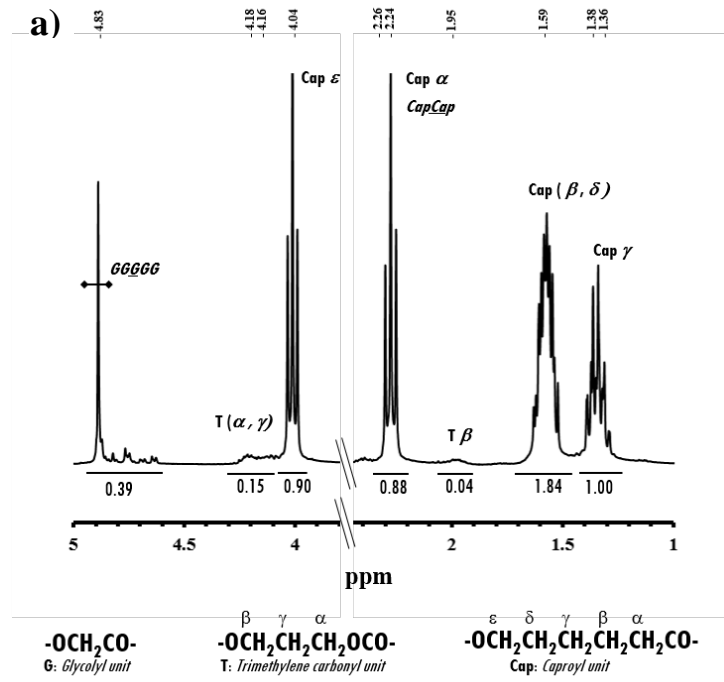 a)
4.83 4.18 4.16 4.04 2.26 2.24 1.95 1.59 1.38 1.36
Cap ε
Cap α
CapCap
Cap (β, δ)
Cap γ
GGGGG
T (α, γ)
T β
0.39 0.15 0.90 0.88 0.04 1.84 1.00
5 4.5 4 2 1.5 1
ppm
β γ α ε δ γ β α
-OCH2CO- -OCH2CH2CH2OCO- -OCH2CH2CH2CH2CH2CO-
G: Glycolyl unit T: Trimethylene carbonyl unit Cap: Caproyl unit